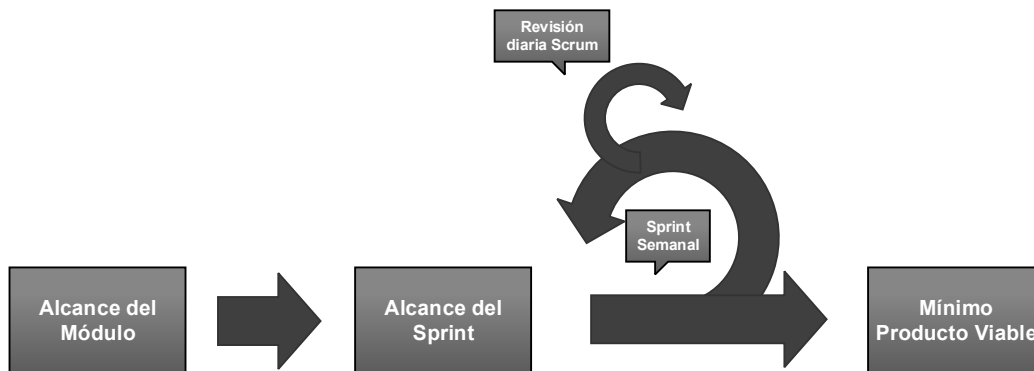 Revisión
diaria Scrum
Sprint
Semanal
Alcance del
Módulo
Alcance del
Sprint
Mínimo
Producto Viable